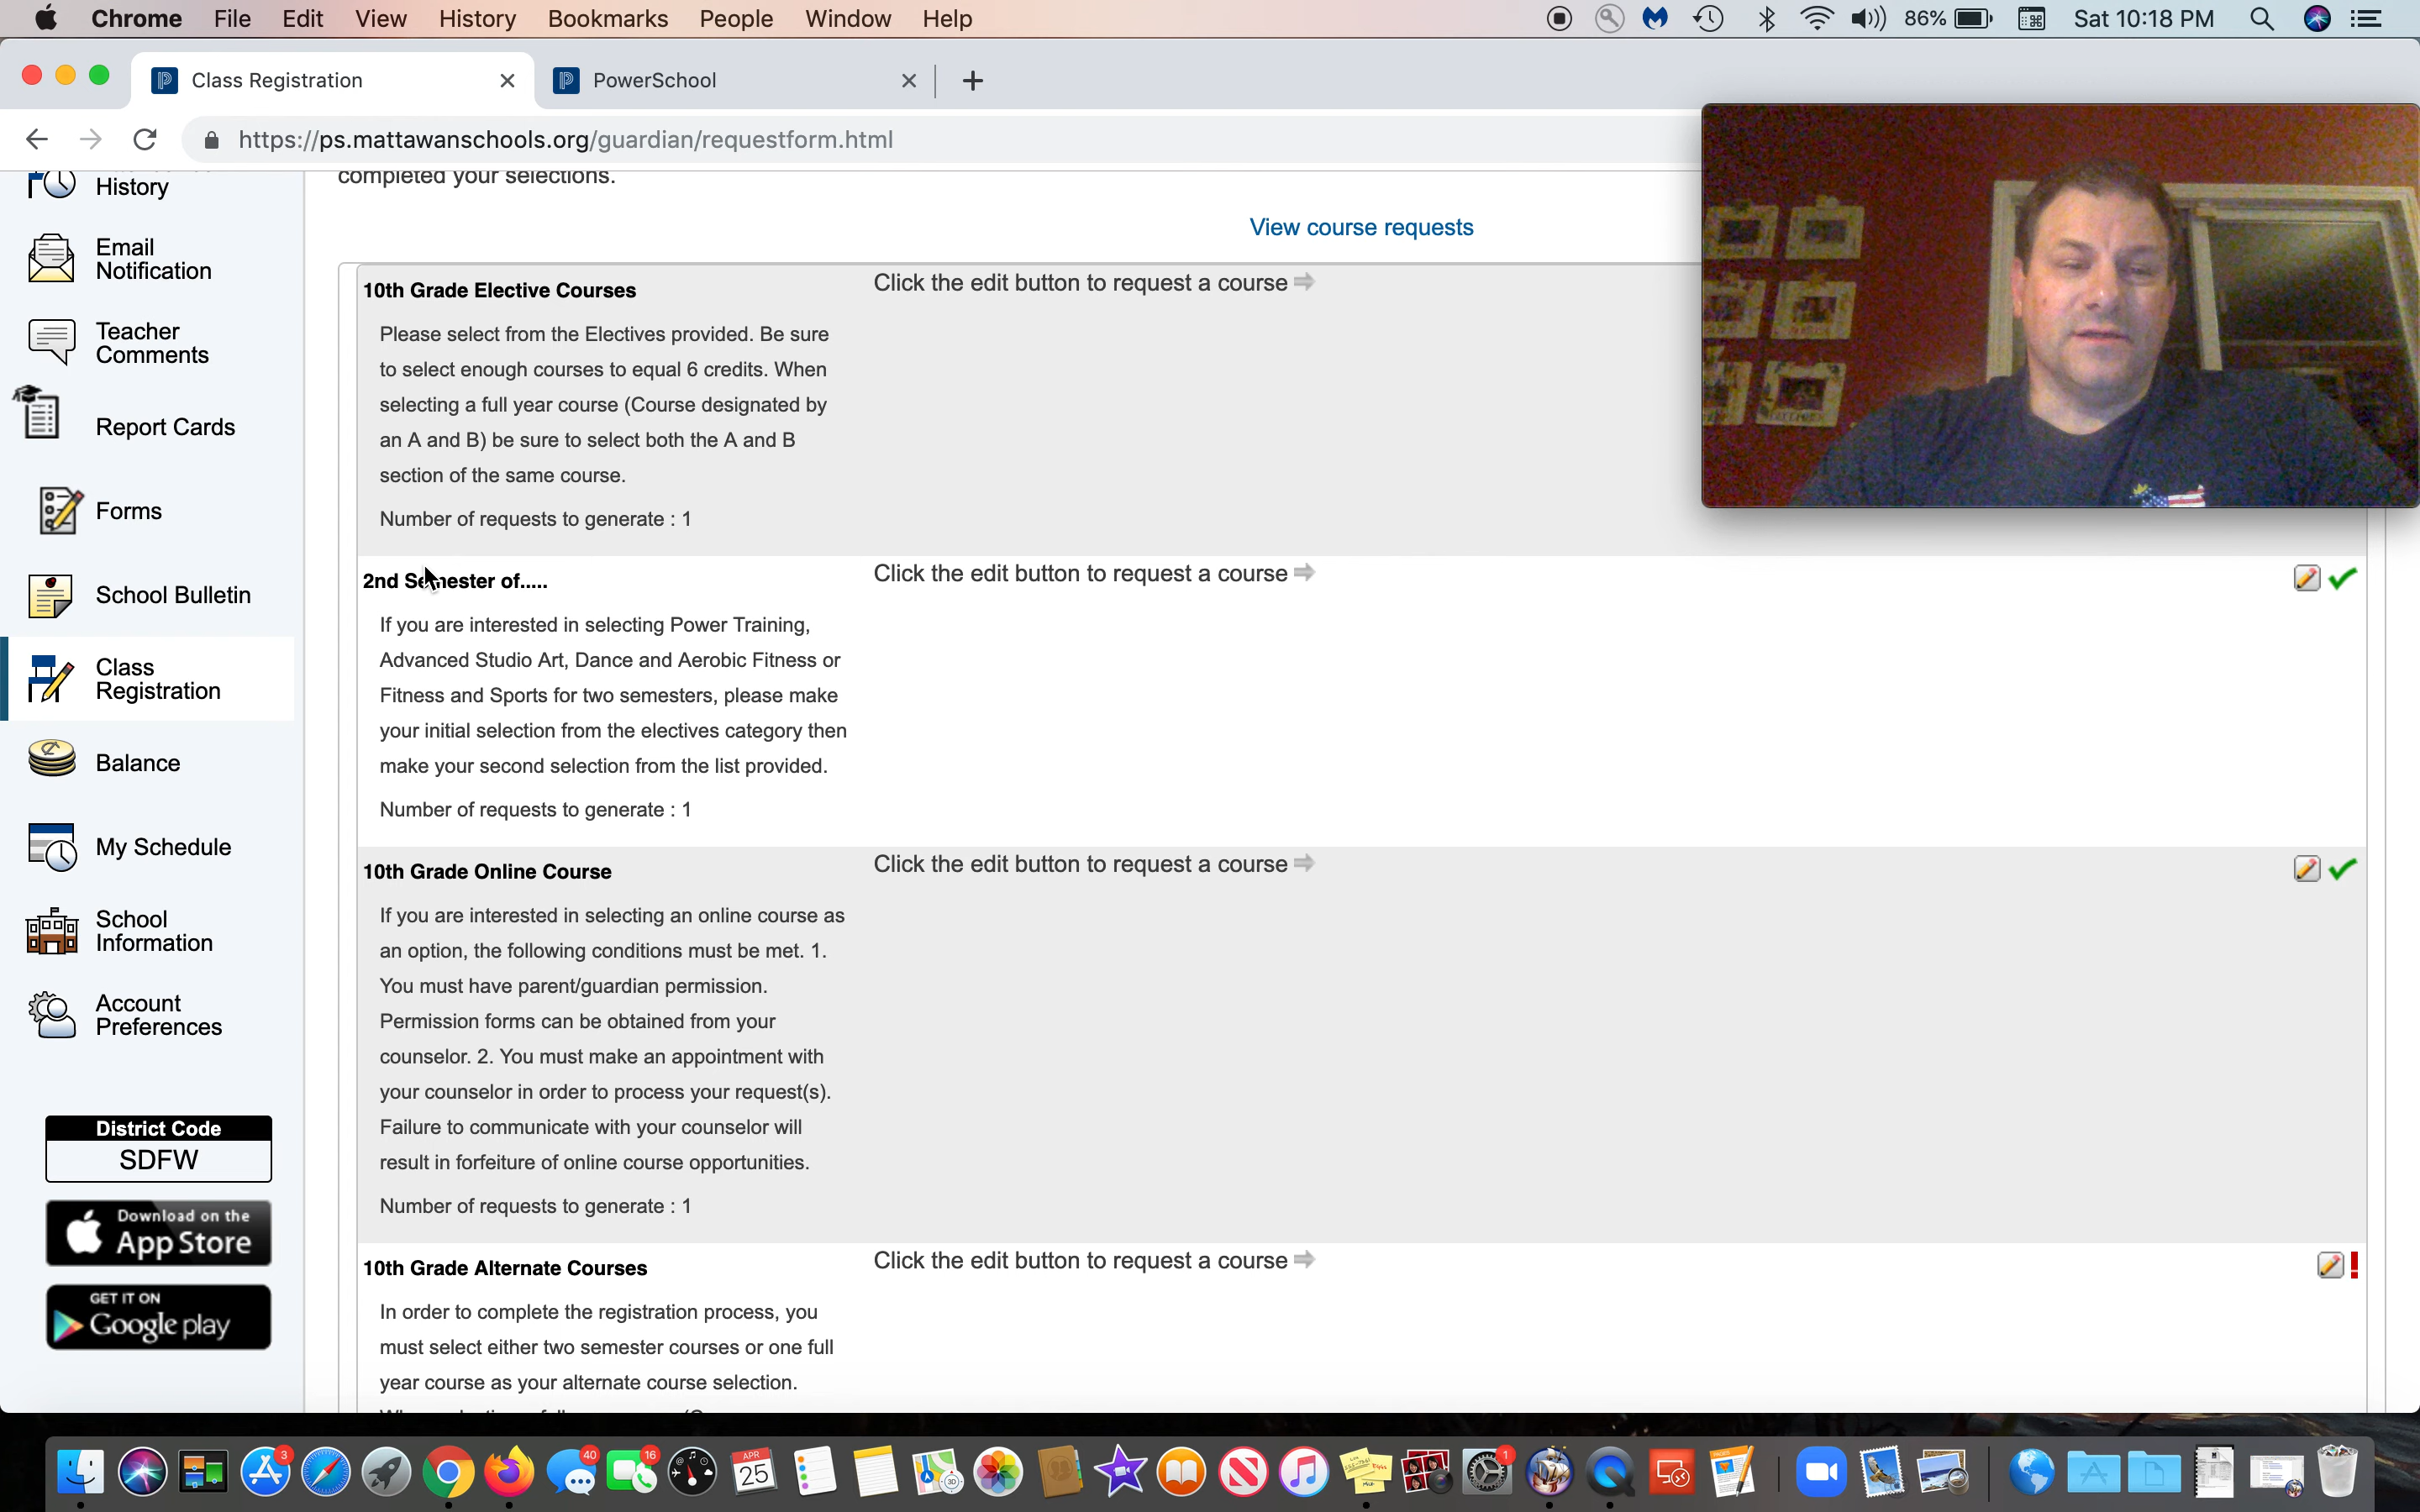 Chrome File Edit View History Bookmarks People Window Help 86% Sat 10:18 PM
Class Registration PowerSchool
https://ps.mattawanschools.org/guardian/requestform.html
History
Email
Notification
Teacher
Comments
Report Cards
Forms
School Bulletin
Class
Registration
Balance
My Schedule
School
Information
Account
Preferences
District Code
SDFW
Download on the
App Store
GET IT ON
Google play
completed your selections.
View course requests
10th Grade Elective Courses
Click the edit button to request a course
Please select from the Electives provided. Be sure
to select enough courses to equal 6 credits. When
selecting a full year course (Course designated by
an A and B) be sure to select both the A and B
section of the same course.
Number of requests to generate : 1
2nd Semester of.....
Click the edit button to request a course
If you are interested in selecting Power Training,
Advanced Studio Art, Dance and Aerobic Fitness or
Fitness and Sports for two semesters, please make
your initial selection from the electives category then
make your second selection from the list provided.
Number of requests to generate : 1
10th Grade Online Course
Click the edit button to request a course
If you are interested in selecting an online course as
an option, the following conditions must be met. 1.
You must have parent/guardian permission.
Permission forms can be obtained from your
counselor. 2. You must make an appointment with
your counselor in order to process your request(s).
Failure to communicate with your counselor will
result in forfeiture of online course opportunities.
Number of requests to generate : 1
10th Grade Alternate Courses
Click the edit button to request a course
!
In order to complete the registration process, you
must select either two semester courses or one full
year course as your alternate course selection.
3 40 16 APR 25 1